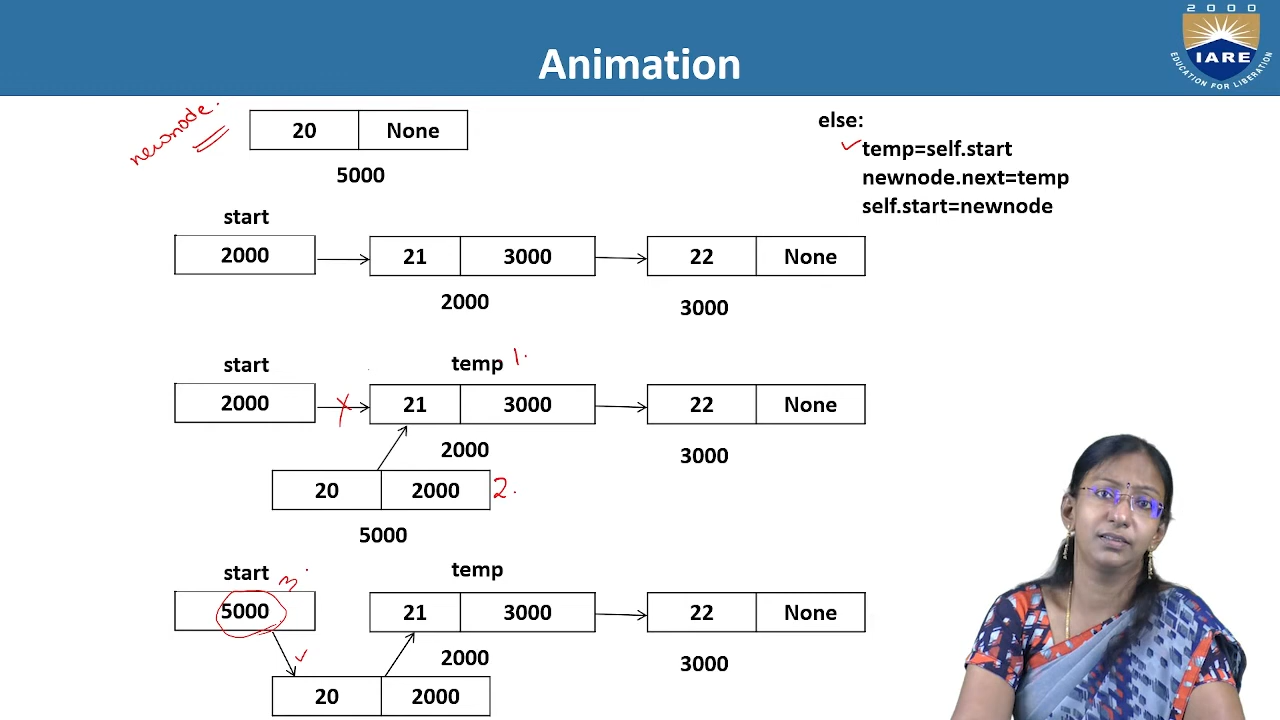 2000
IARE
EDUCATION FOR LIBERATION
Animation
newnode.
20 None
5000
else:
temp=self.start
newnode.next=temp
self.start=newnode
start
2000 21 3000 22 None
2000 3000
start temp 1.
2000 21 3000 22 None
2000 3000
20 2000 2.
5000
start 3. temp
5000 21 3000 22 None
2000 3000
20 2000